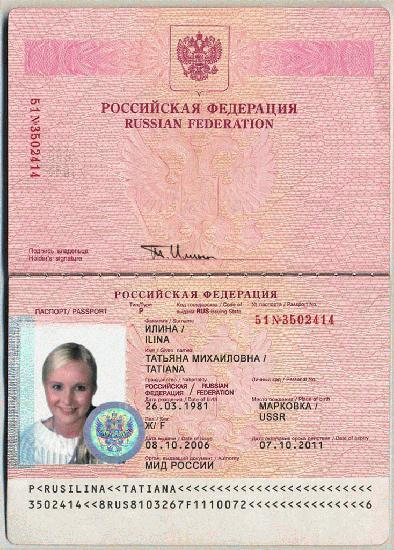 РОССИЙСКАЯ ФЕДЕРАЦИЯ
RUSSIAN FEDERATION
51№3502414
Подпись владельца
Holder's signature
РОССИЙСКАЯ ФЕДЕРАЦИЯ
ПАСПОРТ/ PASSPORT
Тип/Type Код государства / Code of № паспорта / Passport No.
P выдачи RUS issuing State 51№3502414
Фамилия / Surname
ИЛИНА /
ILINA
Имя / Given names
ТАТЬЯНА МИХАЙЛОВНА /
TATIANA
Гражданство / Nationality Личный код / Personal No.
РОССИЙСКАЯ / RUSSIAN
ФЕДЕРАЦИЯ / FEDERATION
Дата рождения / Date of birth Место рождения / Place of birth
26.03.1981 МАРКОВКА /
Пол / Sex USSR
Ж/ F
Дата выдачи / Date of issue Дата окончания срока действия / Date of expiry
08.10.2006 07.10.2011
Орган, выдавший документ / Authority
МИД РОССИИ
P<RUSILINA<<TATIANA<<<<<<<<<<<<<<<<<<<<<<<<<
3502414<<8RUS8103267F1110072<<<<<<<<<<<<<<<6